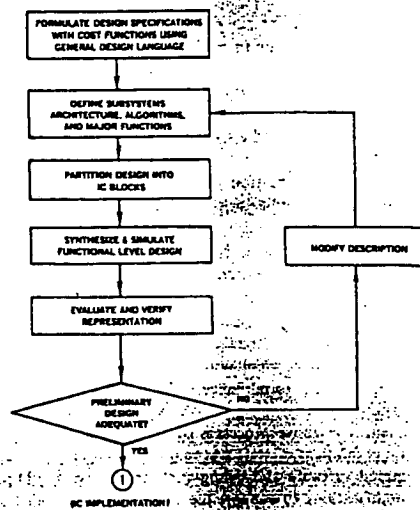 FORMULATE DESIGN SPECIFICATIONS
WITH COST FUNCTIONS USING
GENERAL DESIGN LANGUAGE
DEFINE SUBSYSTEMS
ARCHITECTURE, ALGORITHMS,
AND MAJOR FUNCTIONS
PARTITION DESIGN INTO
IC BLOCKS
SYNTHESIZE & SIMULATE
FUNCTIONAL LEVEL DESIGN
MODIFY DESCRIPTION
EVALUATE AND VERIFY
REPRESENTATION
PRELIMINARY
DESIGN
ADEQUATE?
NO
YES
1
(IC IMPLEMENTATION)